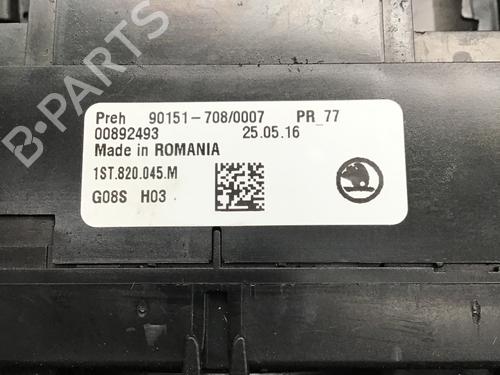 Preh 90151-708/0007 PR_77
00892493 25.05.16
Made in ROMANIA
1ST.820.045.M
G08S H03
B-Parts